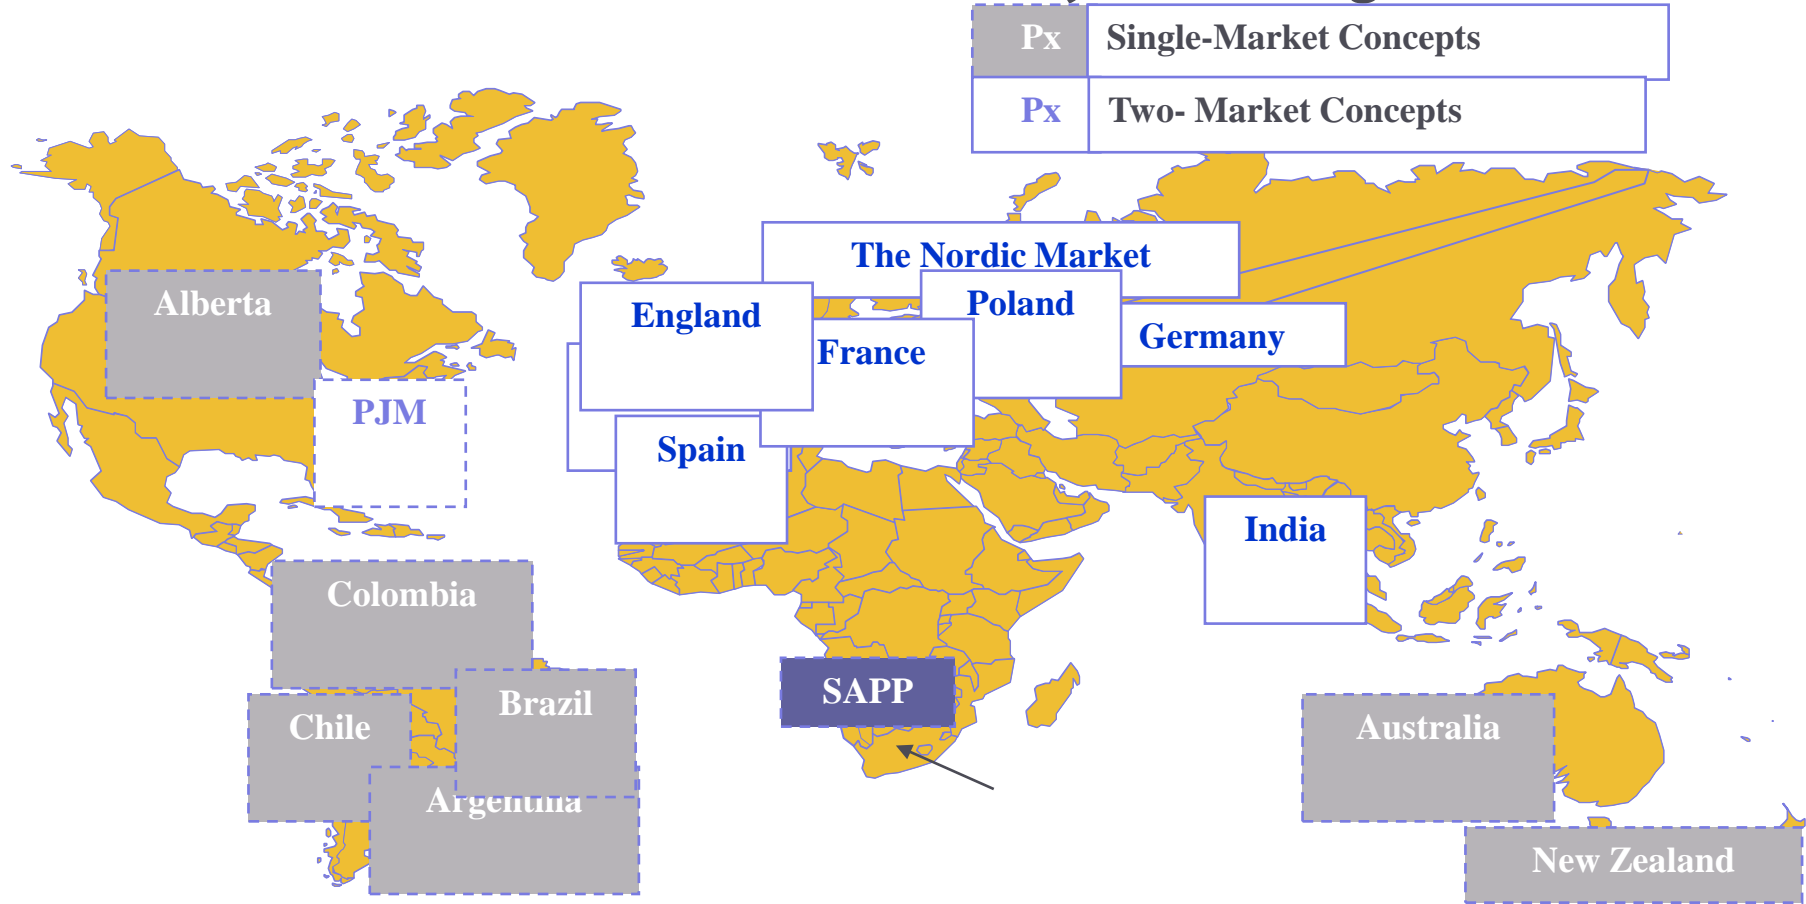 Px Single-Market Concepts
Px Two- Market Concepts
The Nordic Market
Alberta
England
Poland
Germany
France
PJM
Spain
India
Colombia
SAPP
Brazil
Chile
Australia
Argentina
New Zealand